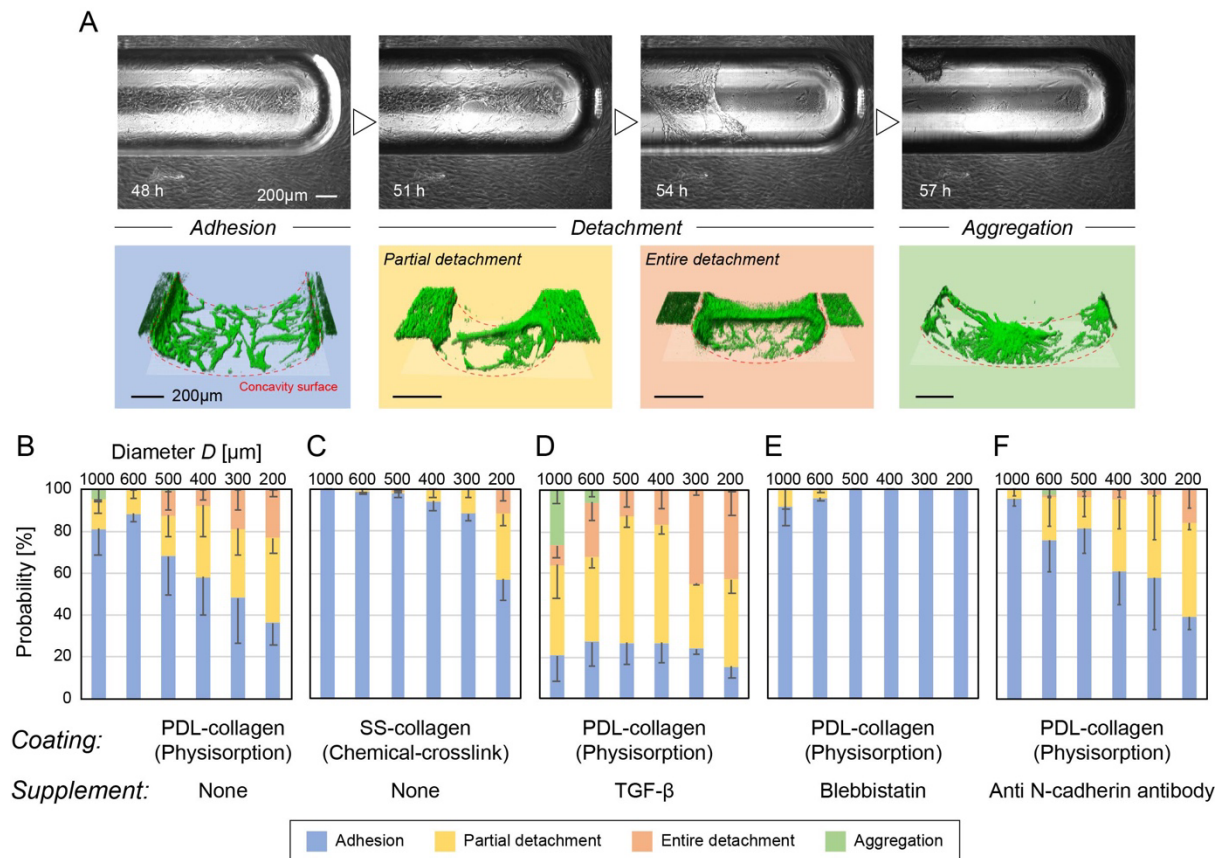 A
48 h
200μm
51 h
54 h
57 h
Adhesion
Detachment
Aggregation
Partial detachment
Entire detachment
Concavity surface
200μm
B
C
D
E
F
Diameter D [μm]
1000 600 500 400 300 200
1000 600 500 400 300 200
1000 600 500 400 300 200
1000 600 500 400 300 200
1000 600 500 400 300 200
Probability [%]
100
80
60
40
20
0
Coating:
PDL-collagen
(Physisorption)
SS-collagen
(Chemical-crosslink)
PDL-collagen
(Physisorption)
PDL-collagen
(Physisorption)
PDL-collagen
(Physisorption)
Supplement:
None
None
TGF-β
Blebbistatin
Anti N-cadherin antibody
Adhesion
Partial detachment
Entire detachment
Aggregation